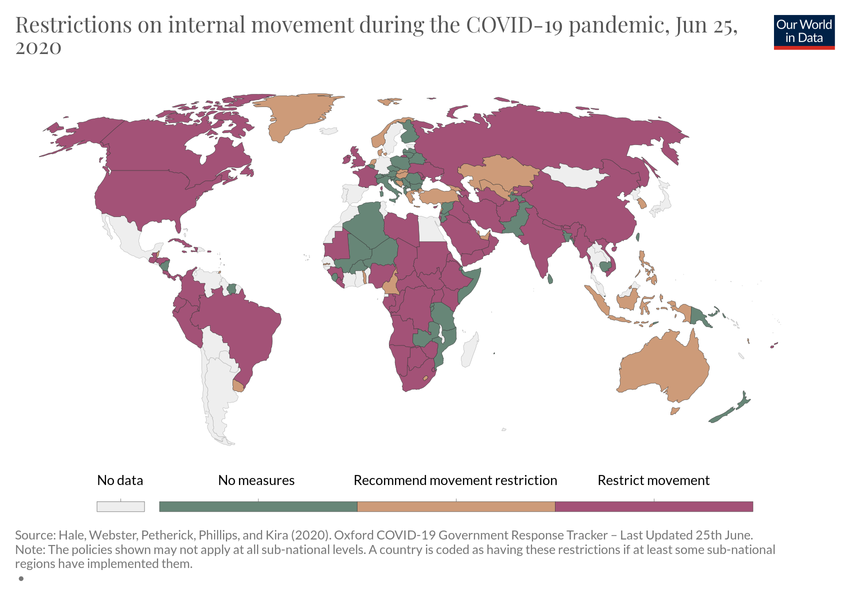 Restrictions on internal movement during the COVID-19 pandemic, Jun 25,
2020
Our World
in Data
No data
No measures
Recommend movement restriction
Restrict movement
Source: Hale, Webster, Petherick, Phillips, and Kira (2020). Oxford COVID-19 Government Response Tracker – Last Updated 25th June.
Note: The policies shown may not apply at all sub-national levels. A country is coded as having these restrictions if at least some sub-national
regions have implemented them.